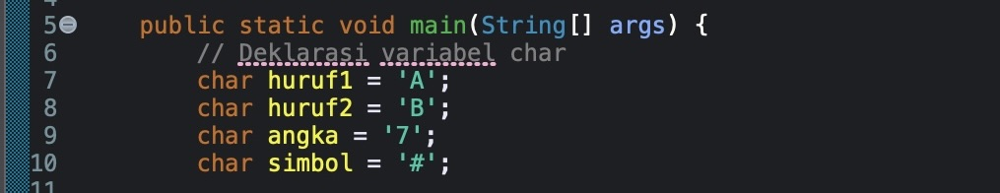 5 public static void main(String[] args) {
6 // Deklarasi variabel char
7 char huruf1 = 'A';
8 char huruf2 = 'B';
9 char angka = '7';
10 char simbol = '#';
11